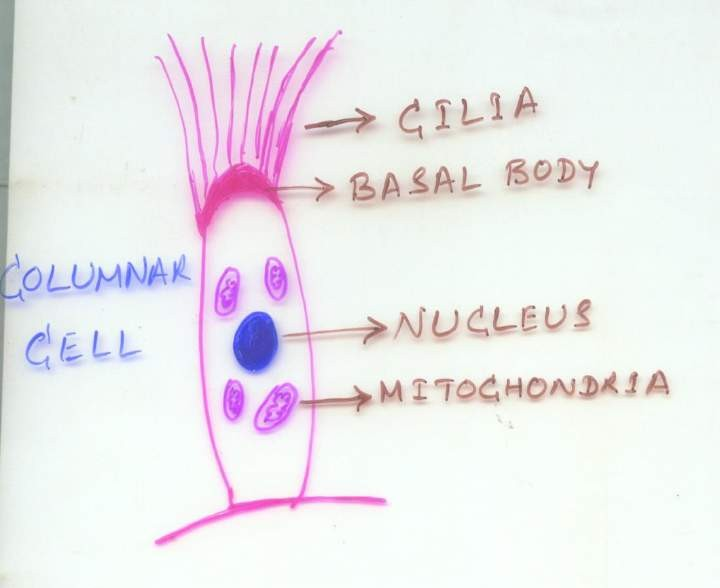 CILIA
BASAL BODY
COLUMNAR
CELL
NUCLEUS
MITOCHONDRIA